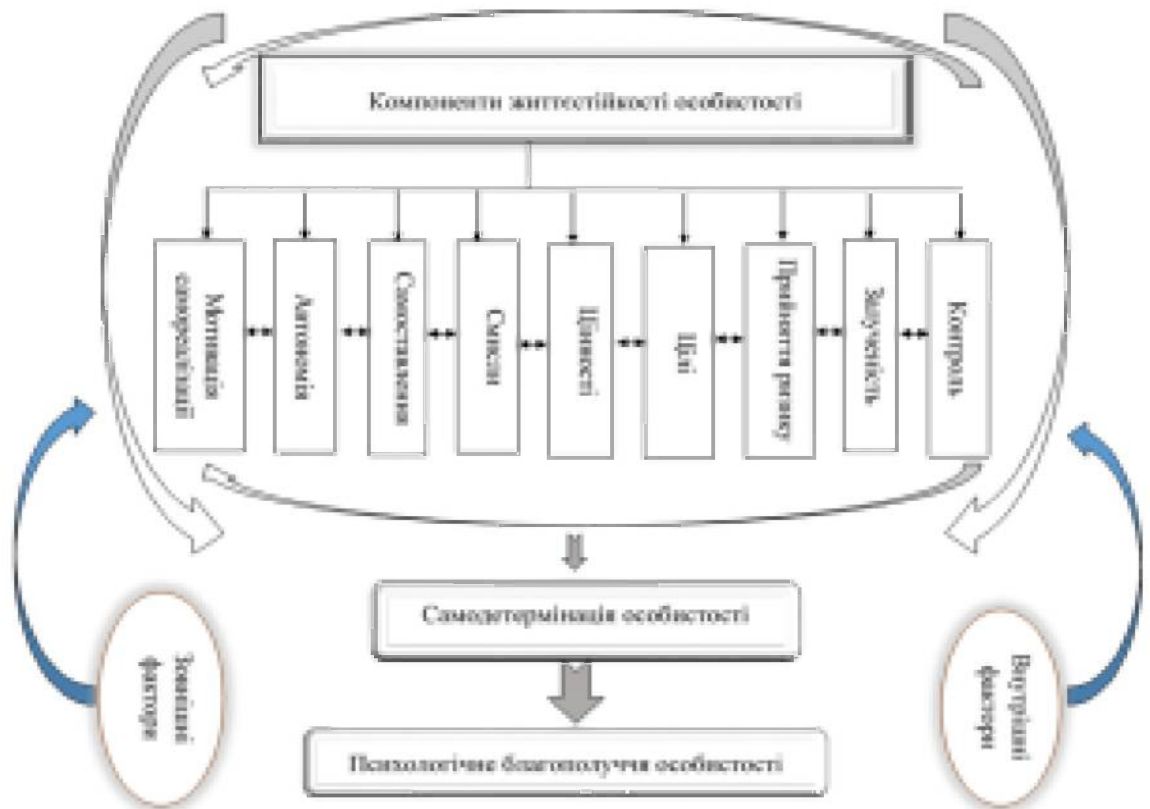 Компоненти життєстійкості особистості
Мотивація
самореалізації
Автономія
Самоставлення
Смисли
Цінності
Цілі
Прийняття ризику
Залученість
Контроль
Самодетермінація особистості
Зовнішні
фактори
Внутрішні
фактори
Психологічне благополуччя особистості